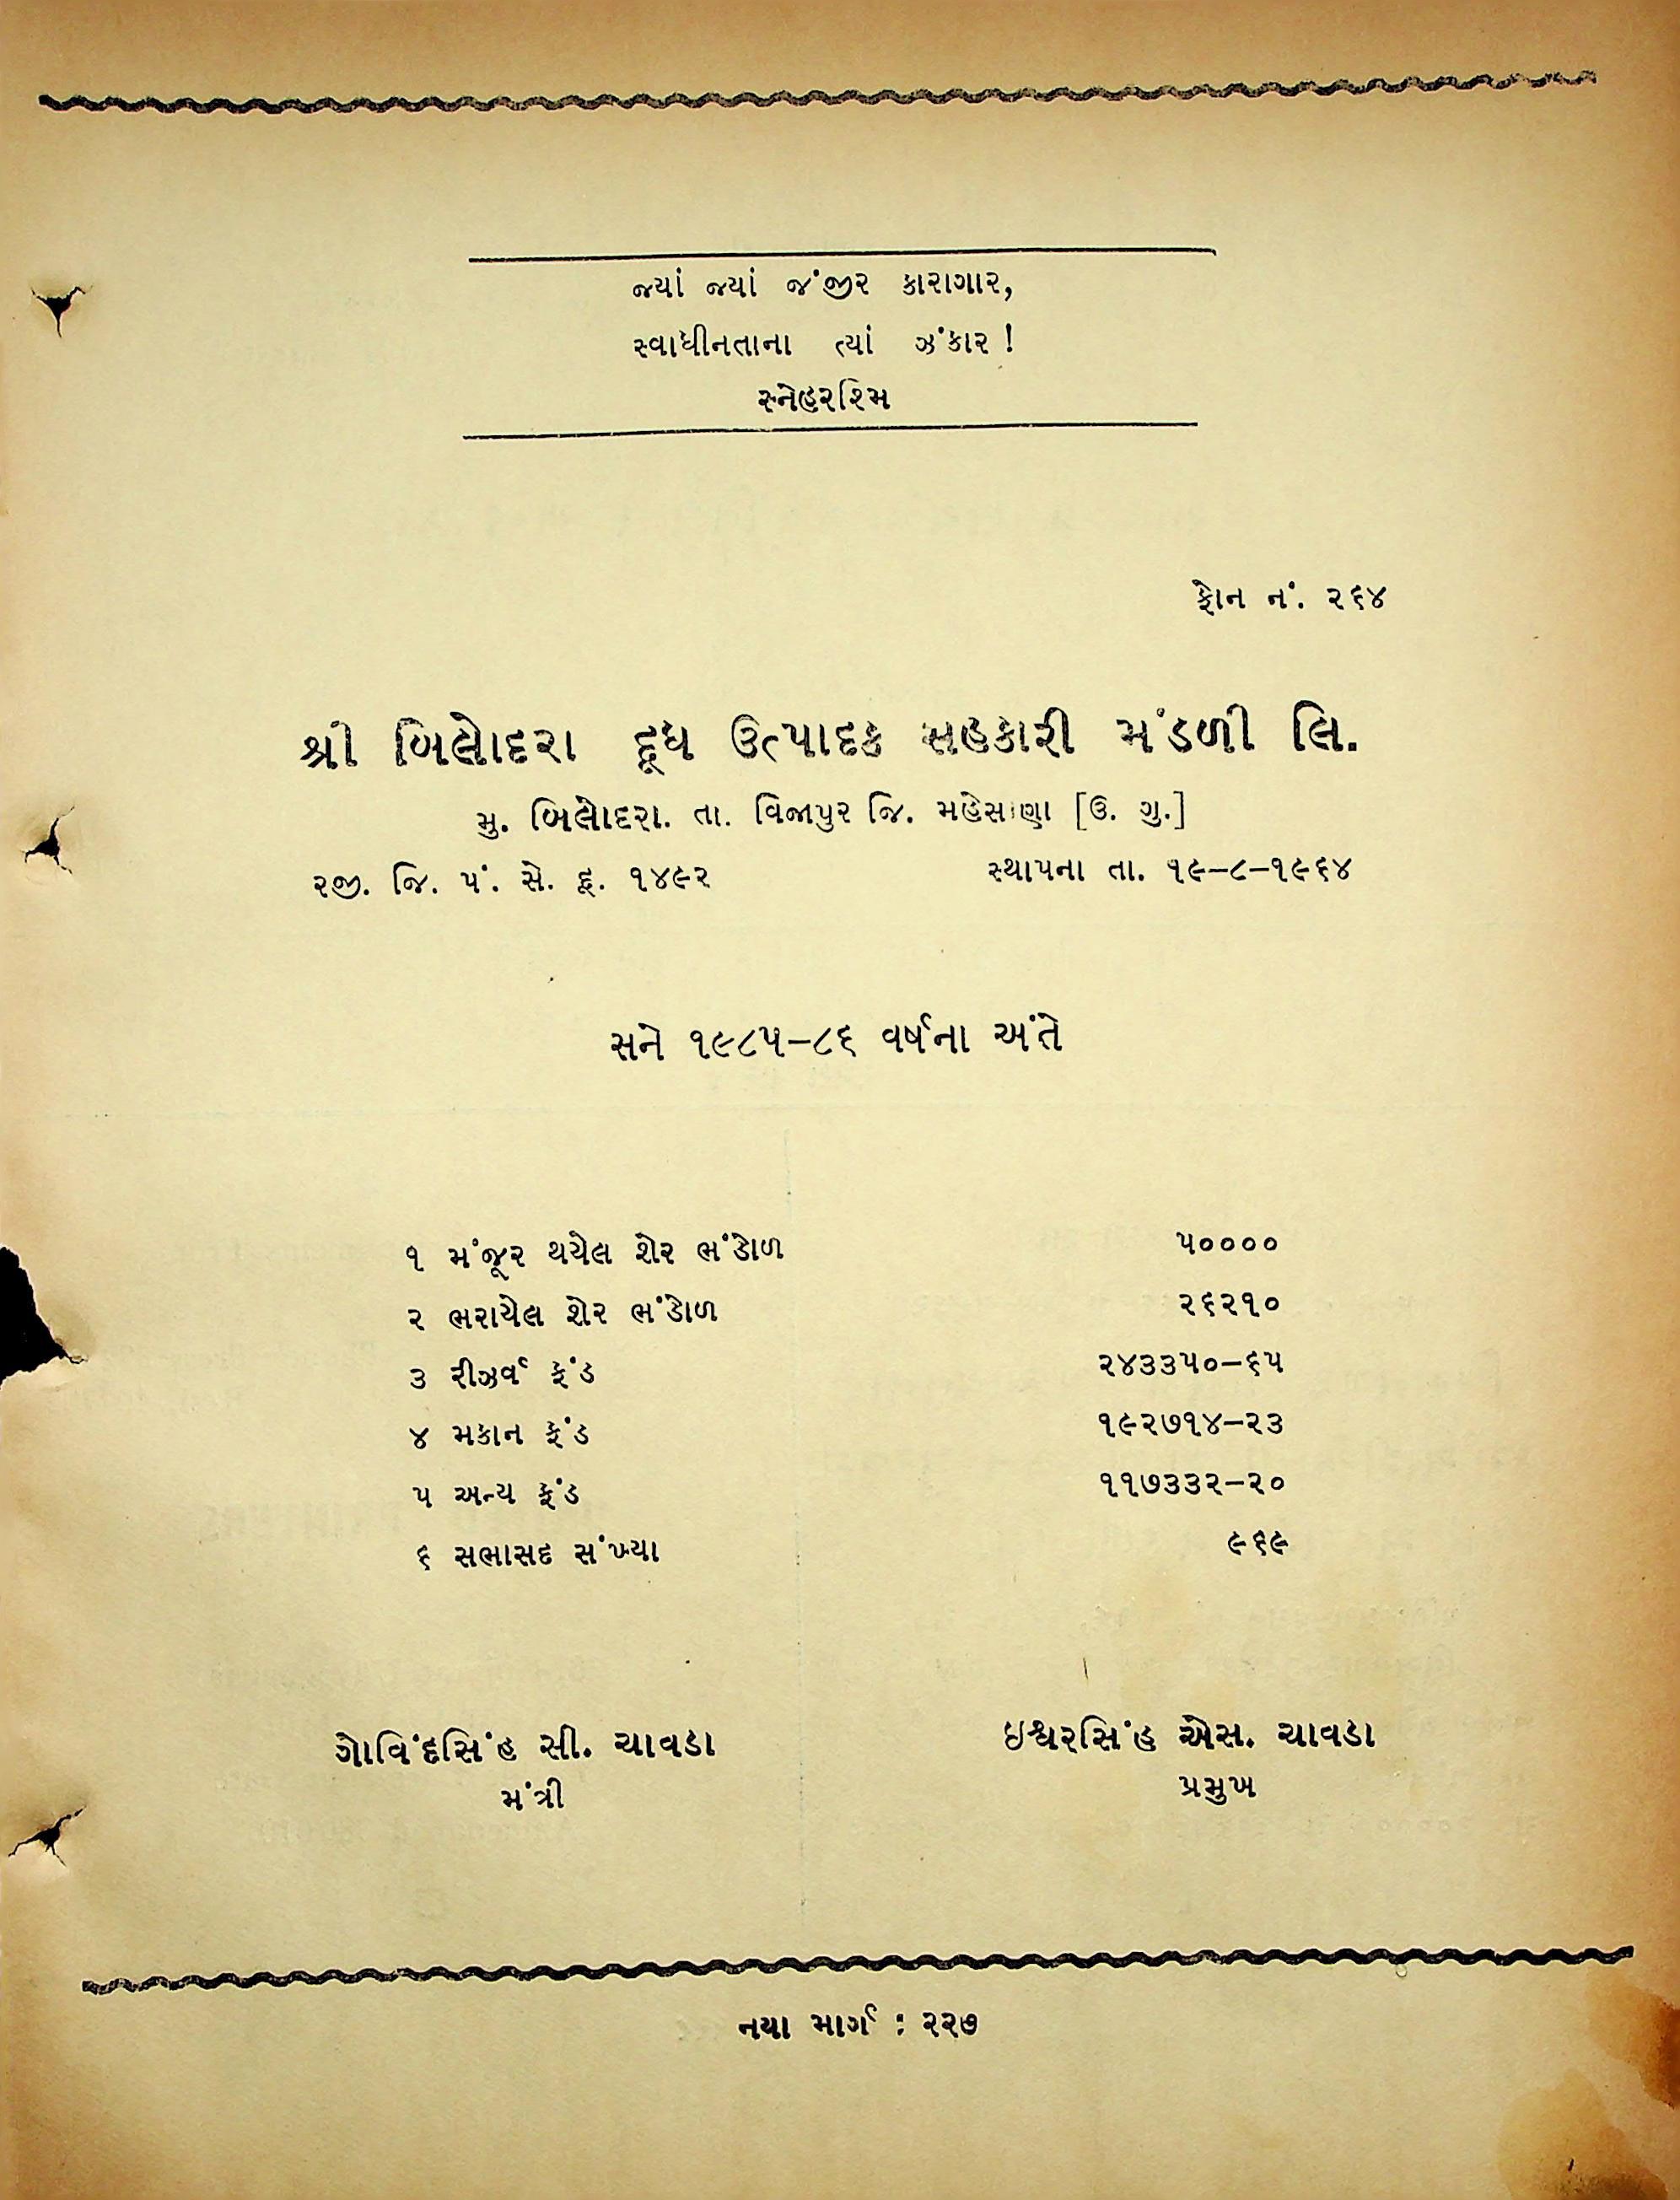 જ્યાં જ્યાં જંજીર કારાગાર,
સ્વાધીનતાના ત્યાં ઝંકાર !
સ્નેહરશ્મિ
ફોન નં. ૨૬૪
શ્રી બિલોદરા દૂધ ઉત્પાદક સહકારી મંડળી લિ.
મુ. બિલોદરા. તા. વિજાપુર જિ. મહેસાણા [ઉ. ગુ.]
રજી. જિ. પં. સે. દૂ. ૧૪૯૨ સ્થાપના તા. ૧૯-૮-૧૯૬૪
સને ૧૯૮૫-૮૬ વર્ષના અંતે
૧ મંજૂર થયેલ શેર ભંડોળ ૫૦૦૦૦
૨ ભરાયેલ શેર ભંડોળ ૨૬૨૧૦
૩ રીઝર્વ ફંડ ૨૪૩૩૫૦-૬૫
૪ મકાન ફંડ ૧૯૨૭૧૪-૨૩
૫ અન્ય ફંડ ૧૧૭૩૩૨-૨૦
૬ સભાસદ સંખ્યા ૯૬૯
ગોવિંદસિંહ સી. ચાવડા ઇશ્વરસિંહ એસ. ચાવડા
મંત્રી પ્રમુખ
નયા માર્ગ : ૨૨૭